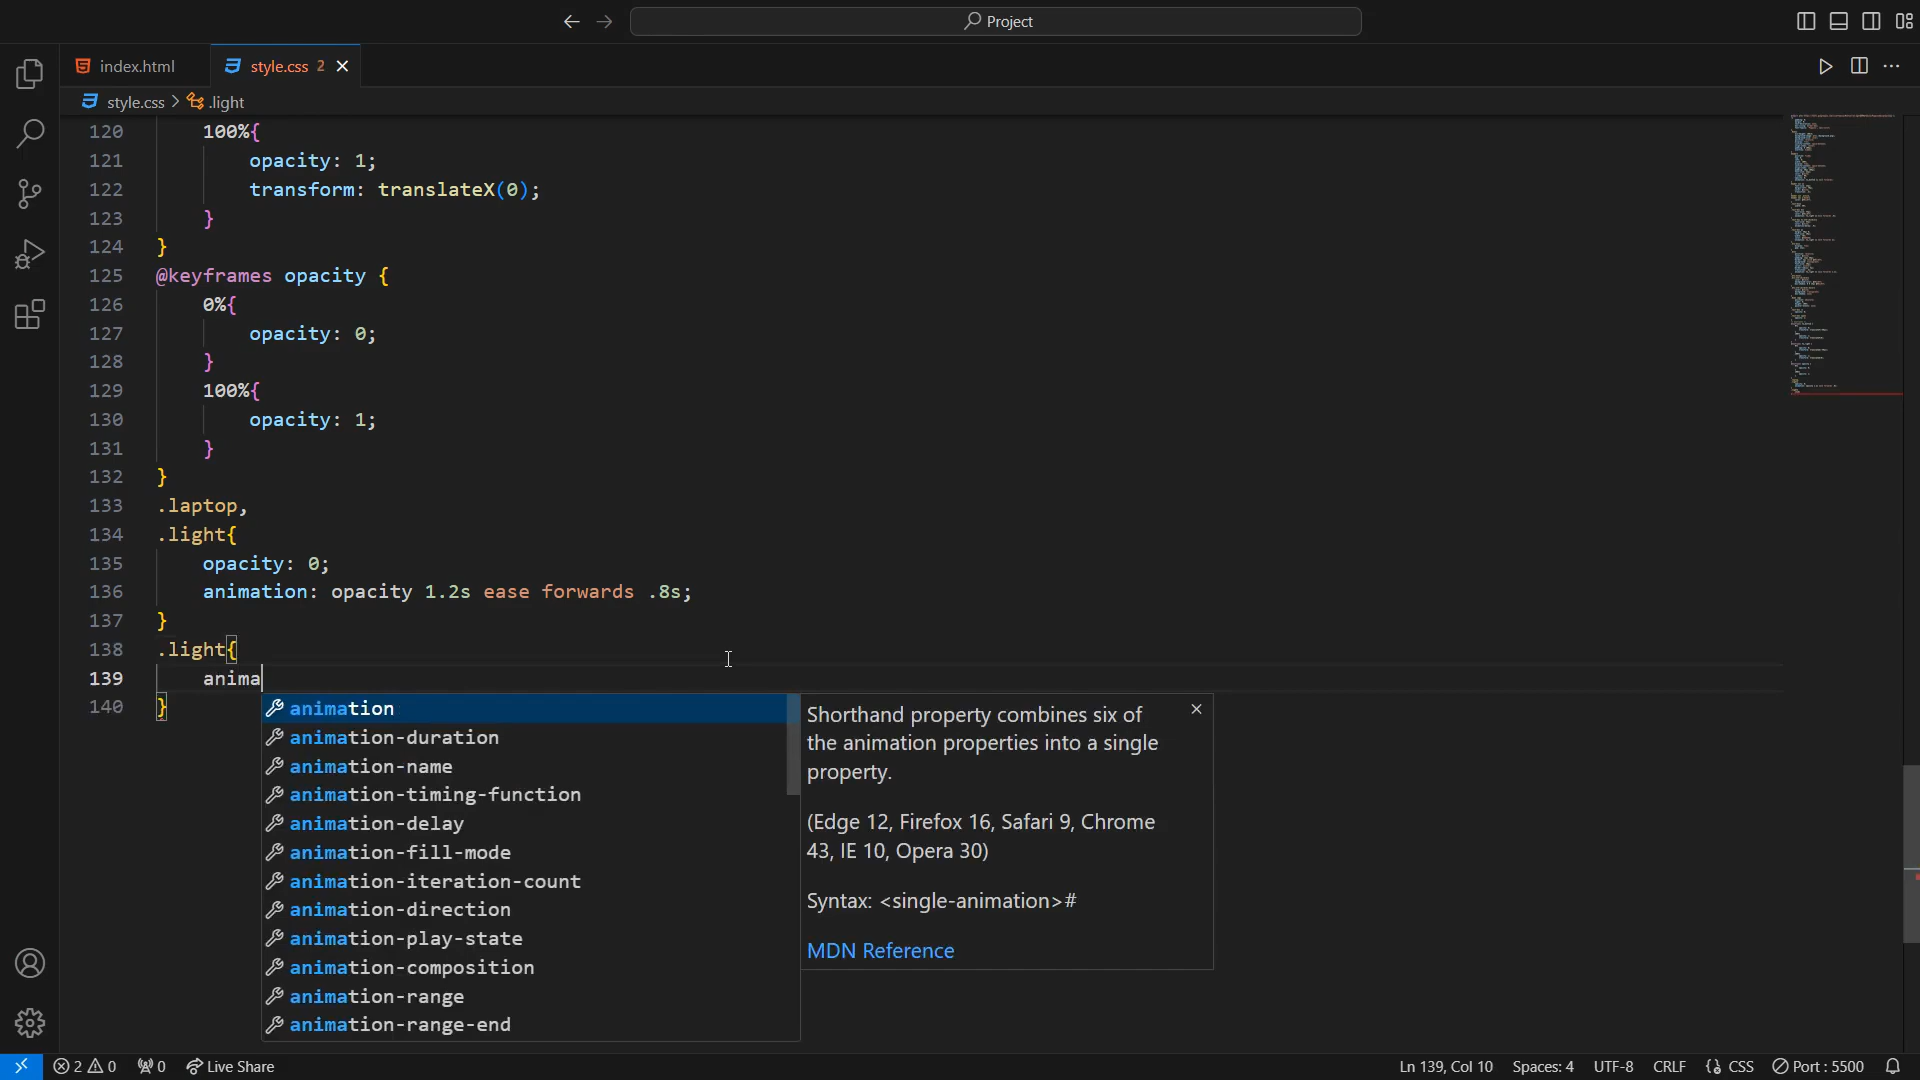 Project
index.html
style.css 2
style.css > .light
120 100%{
121 opacity: 1;
122 transform: translateX(0);
123 }
124 }
125 @keyframes opacity {
126 0%{
127 opacity: 0;
128 }
129 100%{
130 opacity: 1;
131 }
132 }
133 .laptop,
134 .light{
135 opacity: 0;
136 animation: opacity 1.2s ease forwards .8s;
137 }
138 .light{
139 anima
140 }
animation
animation-duration
animation-name
animation-timing-function
animation-delay
animation-fill-mode
animation-iteration-count
animation-direction
animation-play-state
animation-composition
animation-range
animation-range-end
Shorthand property combines six of
the animation properties into a single
property.
(Edge 12, Firefox 16, Safari 9, Chrome
43, IE 10, Opera 30)
Syntax: <single-animation>#
MDN Reference
2 0 0 Live Share Ln 139, Col 10 Spaces: 4 UTF-8 CRLF {} CSS Port : 5500